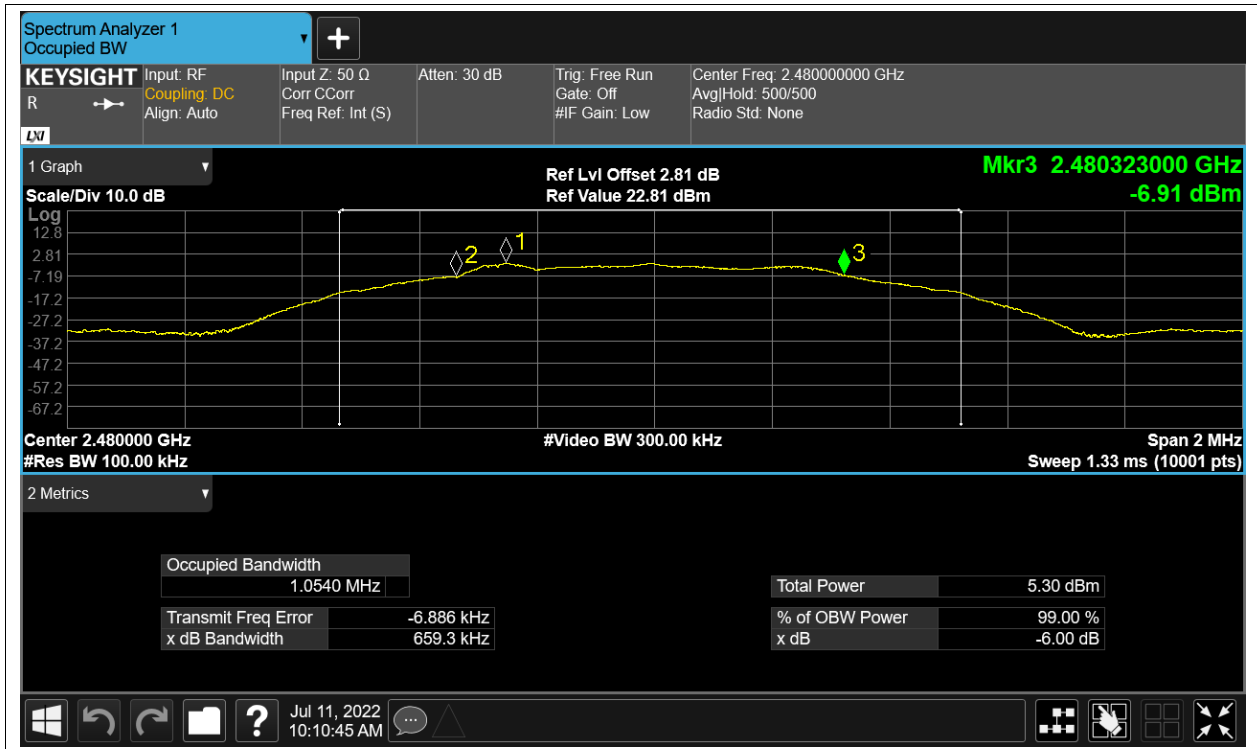 Spectrum Analyzer 1
Occupied BW
KEYSIGHT
R
LXI
Input: RF
Coupling: DC
Align: Auto
Input Z: 50 Ω
Corr CCorr
Freq Ref: Int (S)
Atten: 30 dB
Trig: Free Run
Gate: Off
#IF Gain: Low
Center Freq: 2.480000000 GHz
Avg|Hold: 500/500
Radio Std: None
1 Graph
Scale/Div 10.0 dB
Ref Lvl Offset 2.81 dB
Ref Value 22.81 dBm
Mkr3 2.480323000 GHz
-6.91 dBm
Log
12.8
2.81
-7.19
-17.2
-27.2
-37.2
-47.2
-57.2
-67.2
2
1
3
Center 2.480000 GHz
#Res BW 100.00 kHz
#Video BW 300.00 kHz
Span 2 MHz
Sweep 1.33 ms (10001 pts)
2 Metrics
Occupied Bandwidth
1.0540 MHz
Transmit Freq Error -6.886 kHz
x dB Bandwidth 659.3 kHz
Total Power 5.30 dBm
% of OBW Power 99.00 %
x dB -6.00 dB
?
Jul 11, 2022
10:10:45 AM